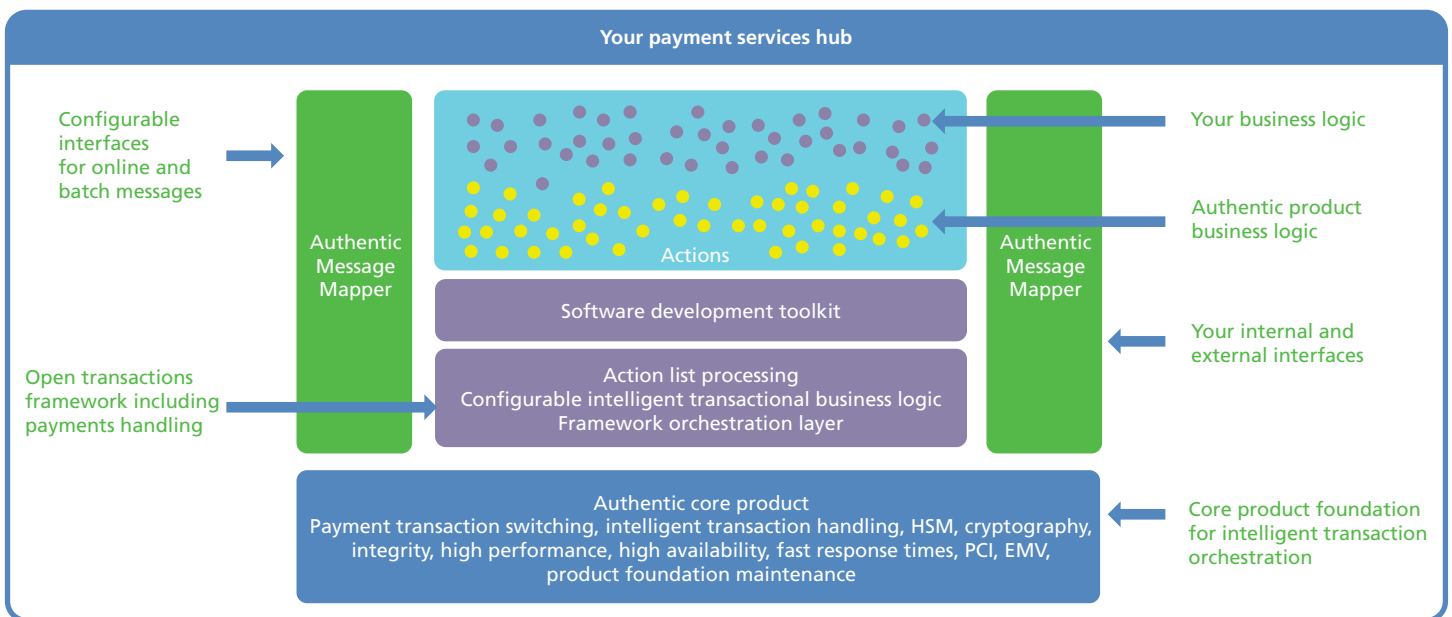 Your payment services hub
Configurable
interfaces
for online and
batch messages
Open transactions
framework including
payments handling
Authentic
Message
Mapper
Actions
Software development toolkit
Action list processing
Configurable intelligent transactional business logic
Framework orchestration layer
Authentic
Message
Mapper
Authentic core product
Payment transaction switching, intelligent transaction handling, HSM, cryptography,
integrity, high performance, high availability, fast response times, PCI, EMV,
product foundation maintenance
Your business logic
Authentic product
business logic
Your internal and
external interfaces
Core product foundation
for intelligent transaction
orchestration